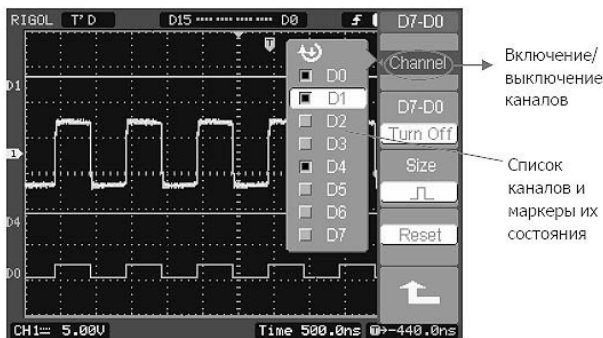 RIGOL T'D D15 -------- D0 D7-D0
Channel
D0
D1
D2
D3
D4
D5
D6
D7
D7-D0
Turn Off
Size
Reset
D1
1
D4
D0
CH1 5.00V Time 500.0ns -440.0ns
Включение/
выключение
каналов
Список
каналов и
маркеры их
состояния